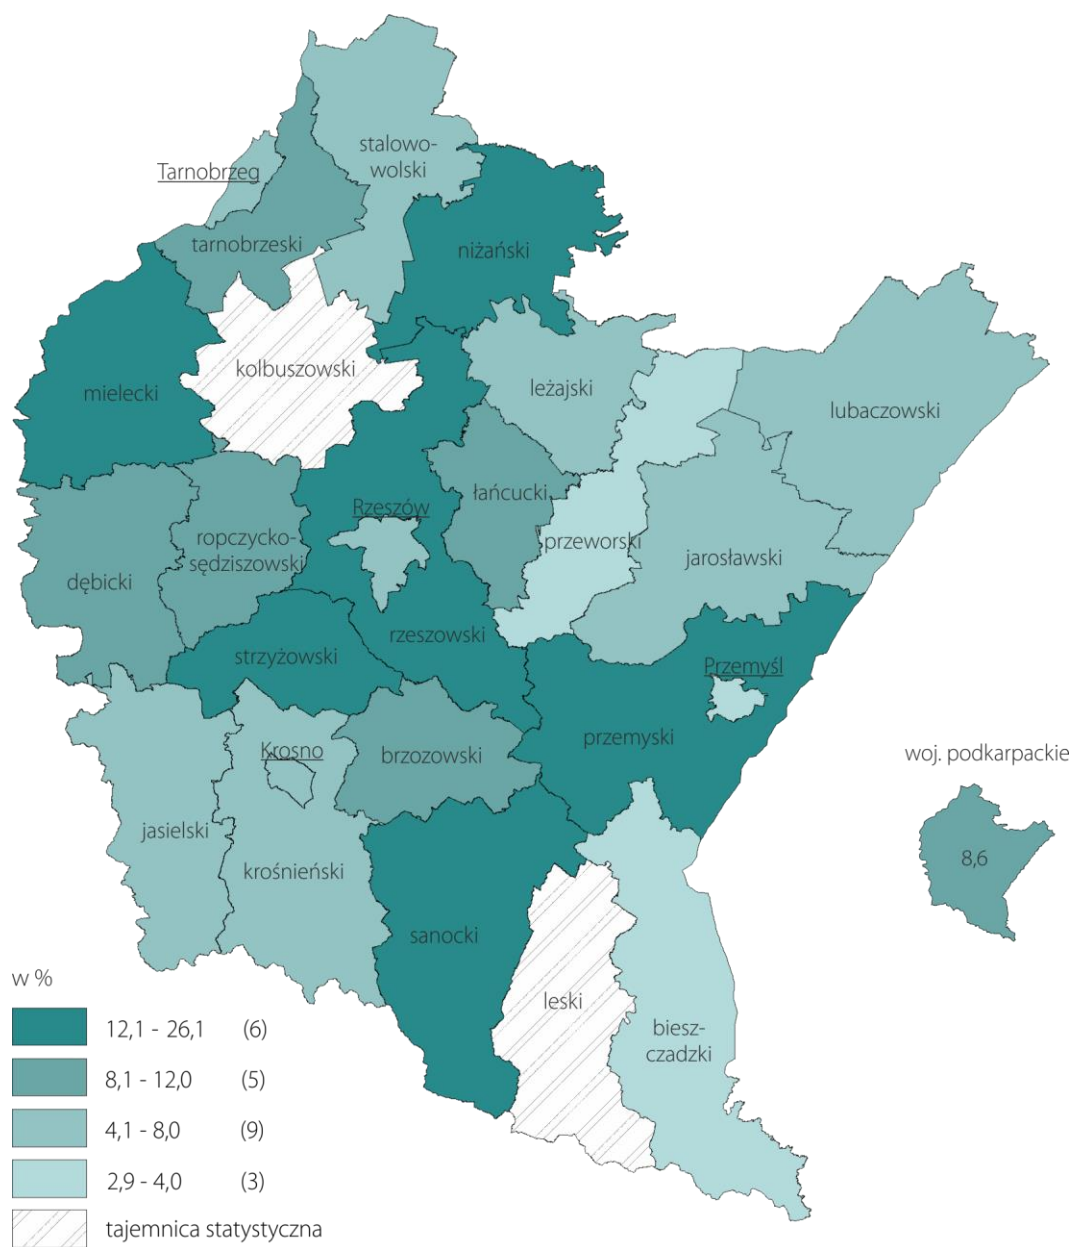 stalowo-
wolski
Tarnobrzeg
tarnobrzeski
niżański
kolbuszowski
mielecki
leżajski
lubaczowski
łańcucki
Rzeszów
ropczycko-
sędziszowski
przeworski
jarosławski
dębicki
rzeszowski
strzyżowski
Przemyśl
przemyski
Krosno
brzozowski
woj. podkarpackie
8,6
jasielski
krośnieński
sanocki
leski
biesz-
czadzki
w %
12,1 - 26,1 (6)
8,1 - 12,0 (5)
4,1 - 8,0 (9)
2,9 - 4,0 (3)
tajemnica statystyczna